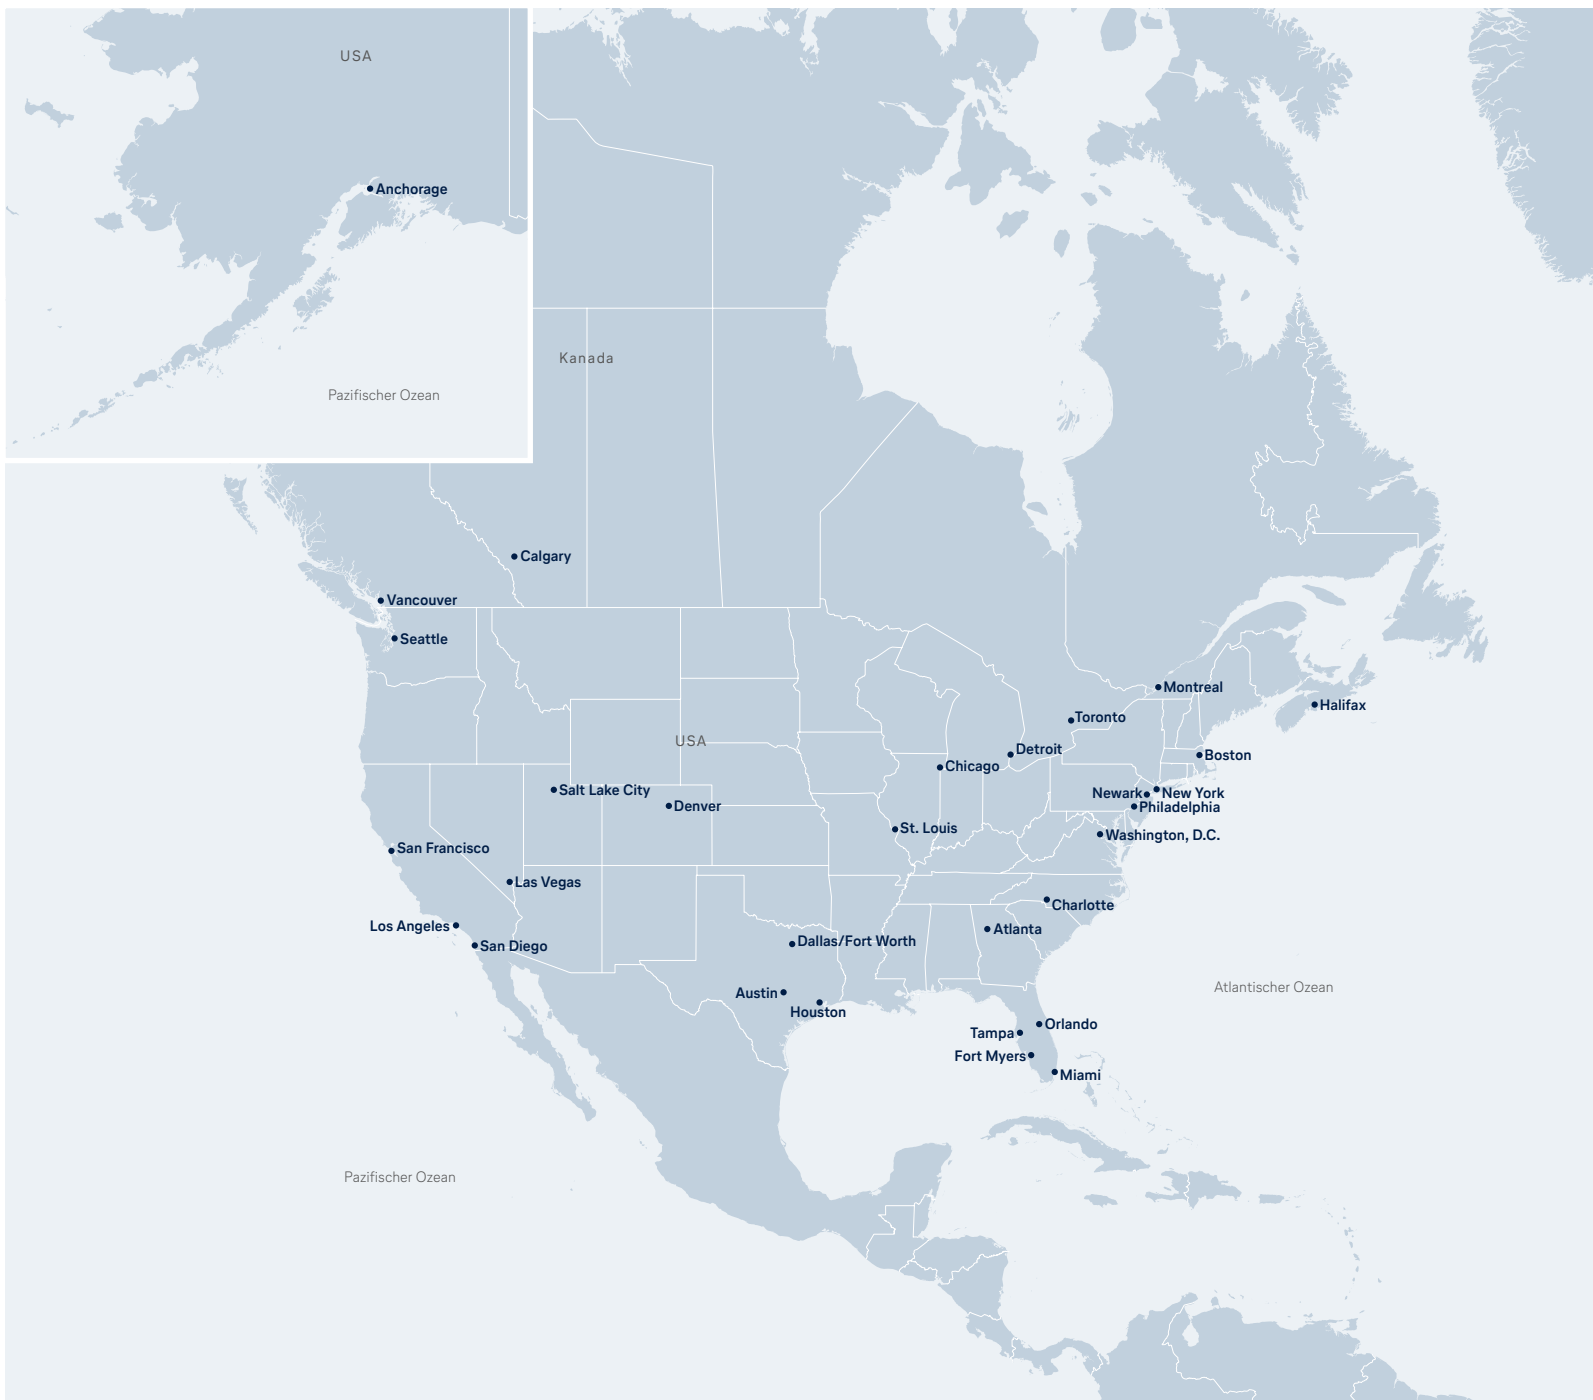 USA
Anchorage
Kanada
Pazifischer Ozean
Calgary
Vancouver
Seattle
Montreal
Halifax
Toronto
USA
Detroit
Boston
Chicago
Salt Lake City
Newark
New York
Denver
Philadelphia
St. Louis
Washington, D.C.
San Francisco
Las Vegas
Charlotte
Los Angeles
Atlanta
Dallas/Fort Worth
San Diego
Atlantischer Ozean
Austin
Houston
Orlando
Tampa
Fort Myers
Miami
Pazifischer Ozean